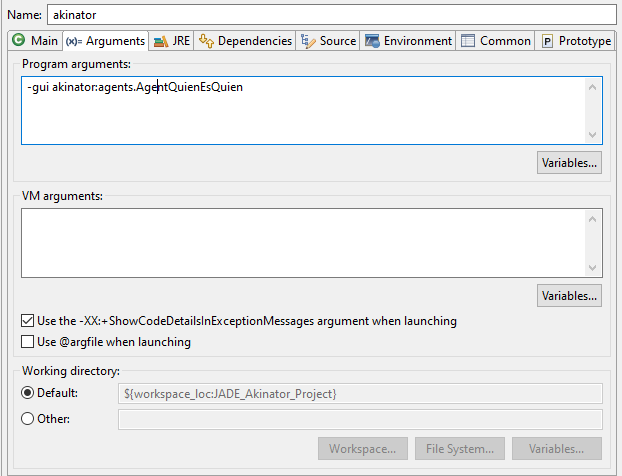 Name: akinator
Main (x)= Arguments JRE Dependencies Source Environment Common P Prototype
Program arguments:
-gui akinator:agents.AgentQuienEsQuien
Variables...
VM arguments:
Variables...
Use the -XX:+ShowCodeDetailsInExceptionMessages argument when launching
Use @argfile when launching
Working directory:
Default: ${workspace_loc:JADE_Akinator_Project}
Other:
Workspace... File System... Variables...